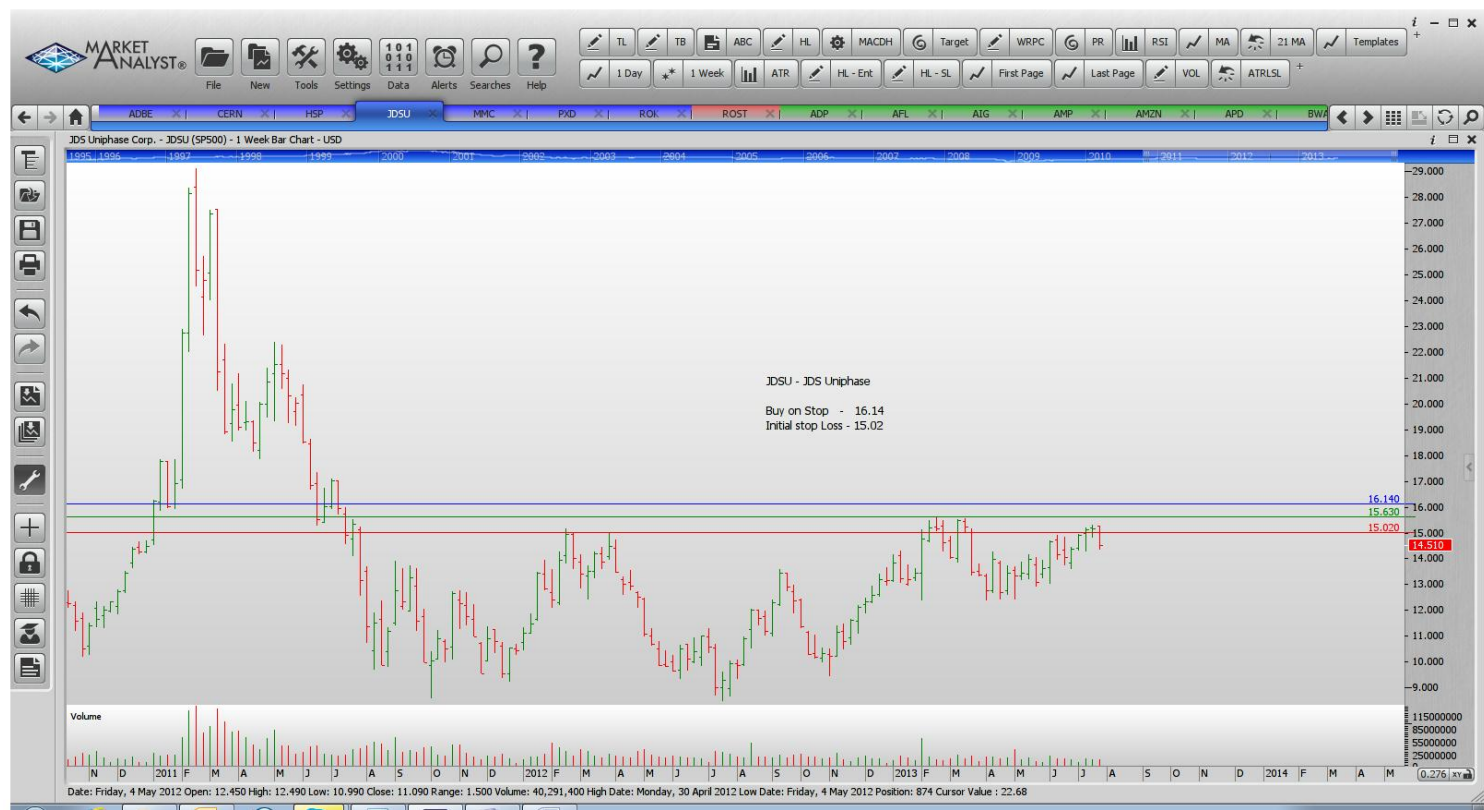 MARKET ANALYST®
File New Tools Settings Data Alerts Searches Help
TL TB ABC HL MACDH Target WRPC PR RSI MA 21 MA Templates
1 Day 1 Week ATR HL - Ent HL - SL First Page Last Page VOL ATRLSL
ADBE CERN HSP JDSU MMC PXD ROK ROST ADP AFL AIG AMP AMZN APD BWA
JDS Uniphase Corp. - JDSU (SP500) - 1 Week Bar Chart - USD
1995 1996 1997 1998 1999 2000 2001 2002 2003 2004 2005 2006 2007 2008 2009 2010 2011 2012 2013
29.000
28.000
27.000
26.000
25.000
24.000
23.000
22.000
21.000
20.000
19.000
18.000
17.000
16.000
15.000
14.000
13.000
12.000
11.000
10.000
9.000
JDSU - JDS Uniphase
Buy on Stop - 16.14
Initial stop Loss - 15.02
16.140
15.630
15.020
14.510
Volume
115000000
85000000
55000000
25000000
0
N D 2011 F M A M J J A S O N D 2012 F M A M J J A S O N D 2013 F M A M J J A S O N D 2014 F M A M
0.276 XY
Date: Friday, 4 May 2012 Open: 12.450 High: 12.490 Low: 10.990 Close: 11.090 Range: 1.500 Volume: 40,291,400 High Date: Monday, 30 April 2012 Low Date: Friday, 4 May 2012 Position: 874 Cursor Value : 22.68